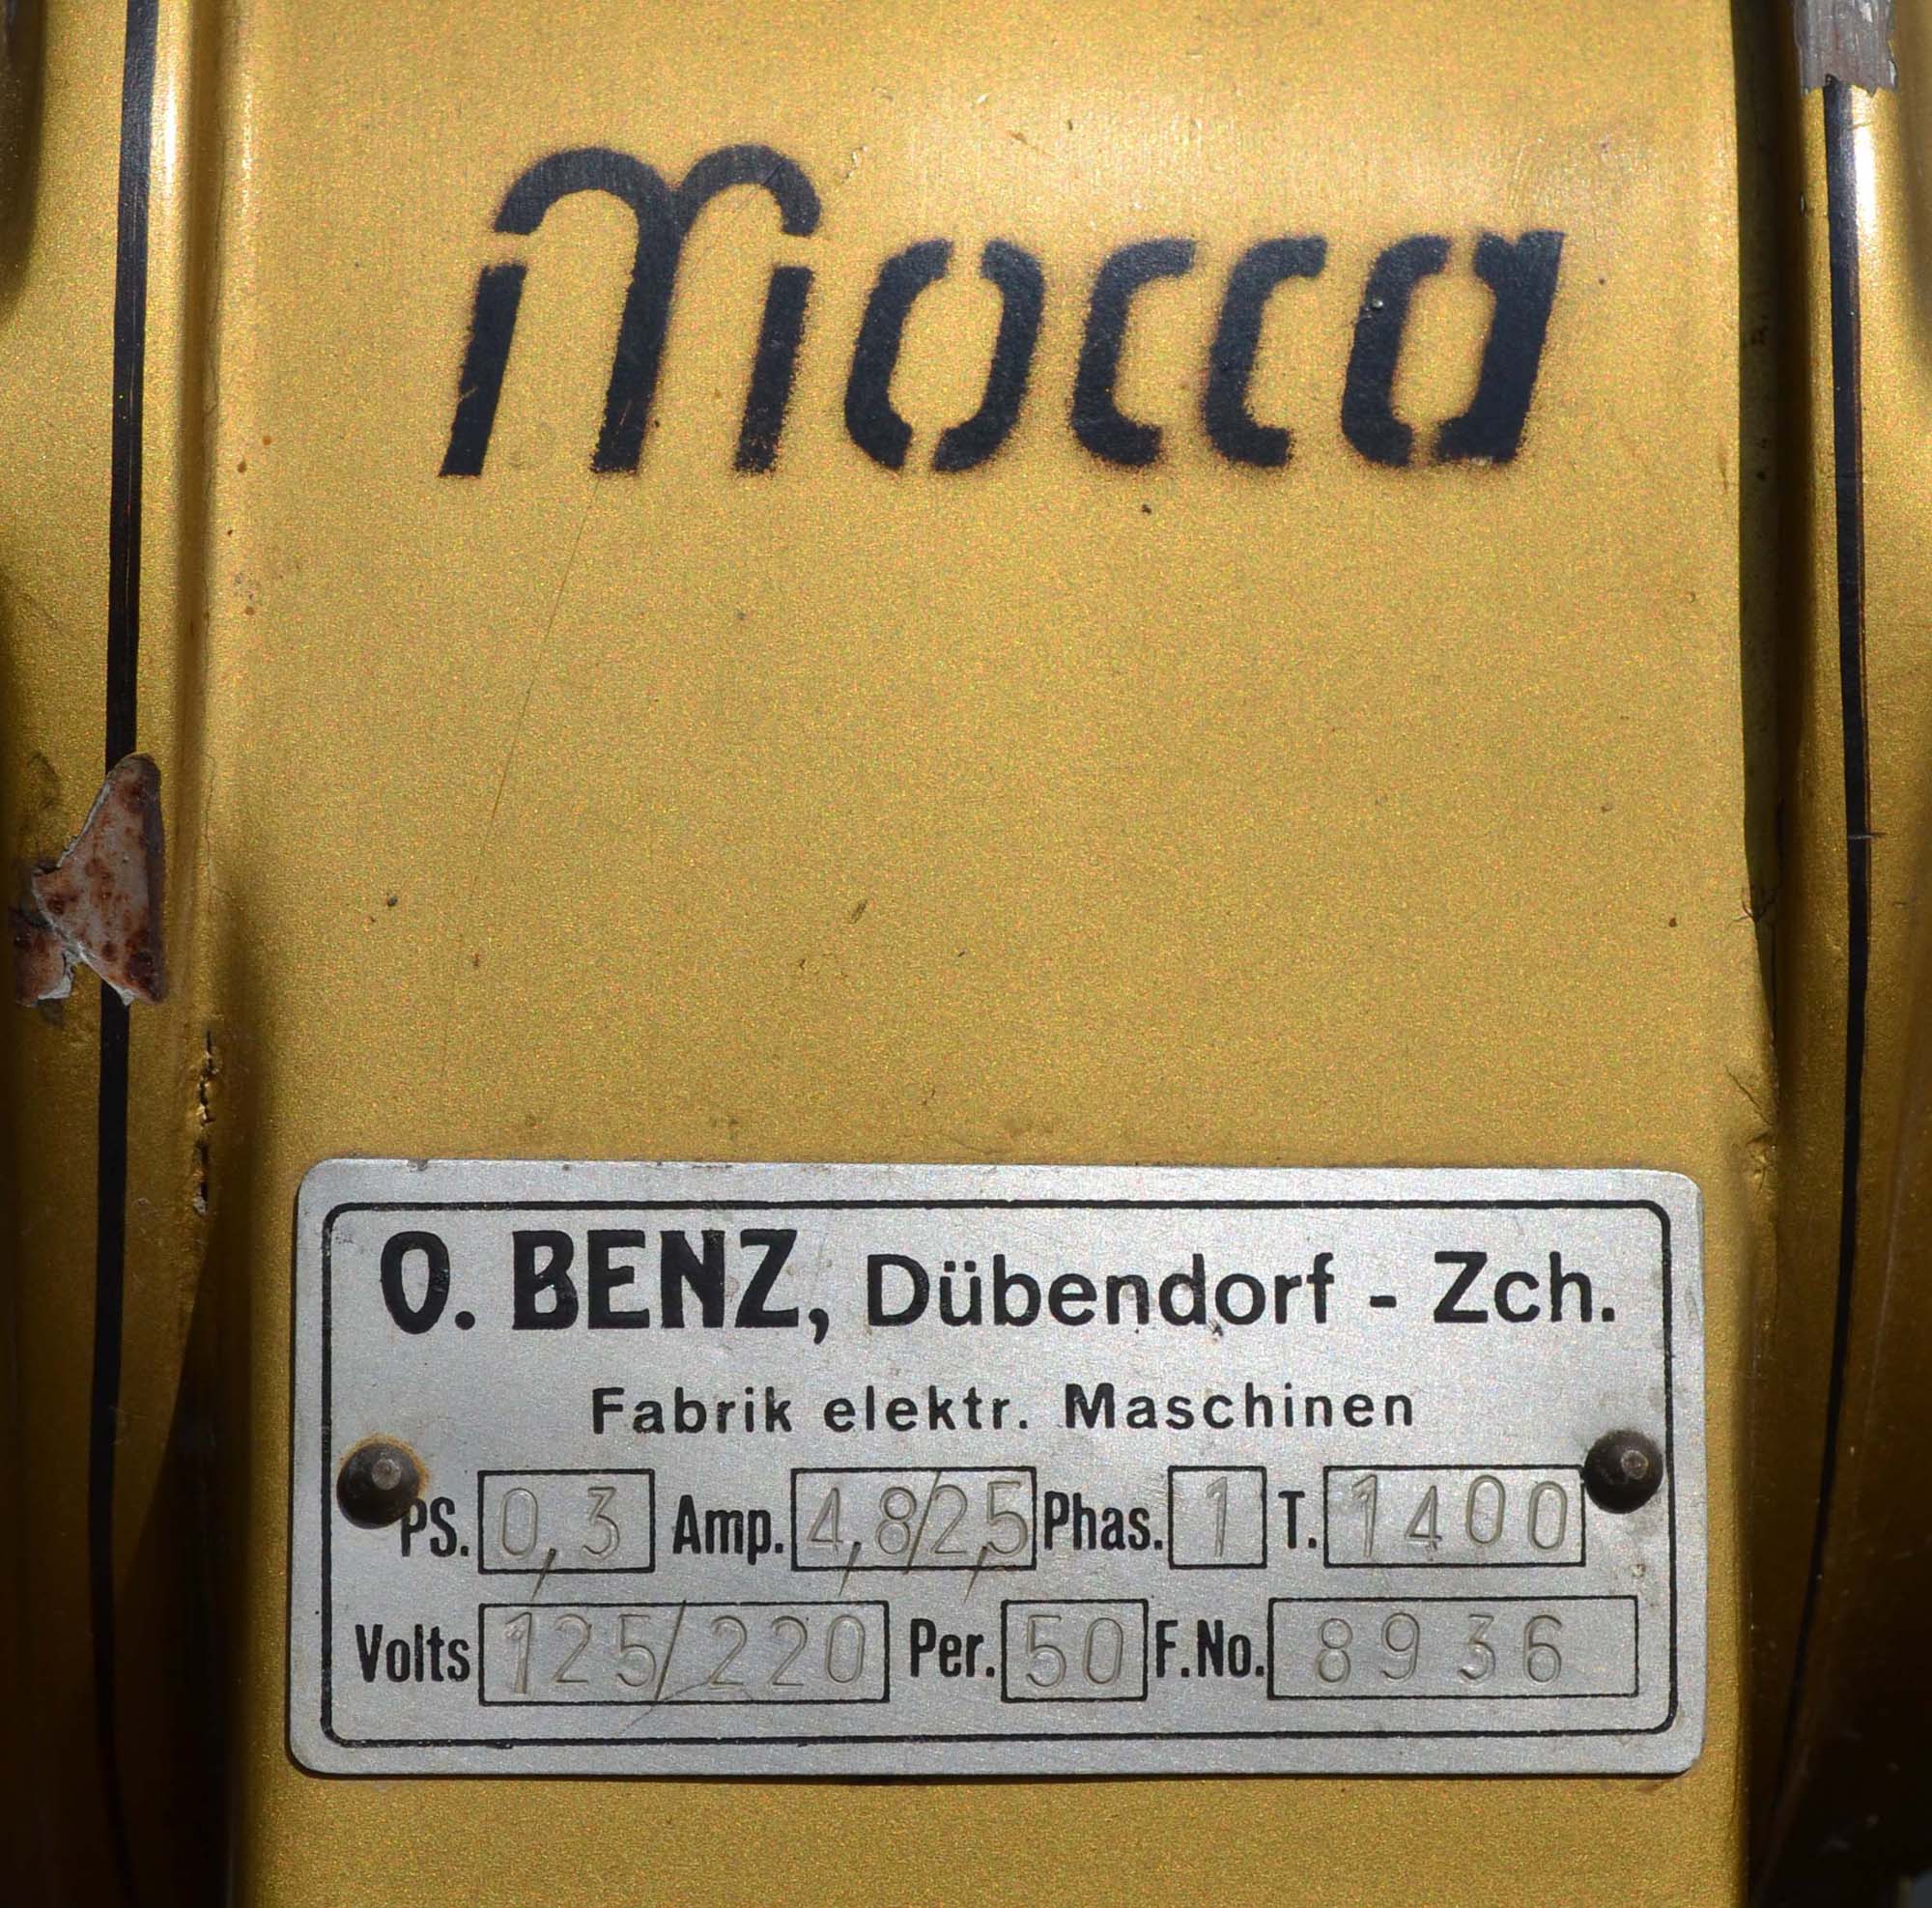 Mocca
O. BENZ, Dübendorf - Zch.
Fabrik elektr. Maschinen
PS. 0,3 Amp. 4,8/2,5 Phas. 1 T. 1400
Volts 125/220 Per. 50 F.No. 8936